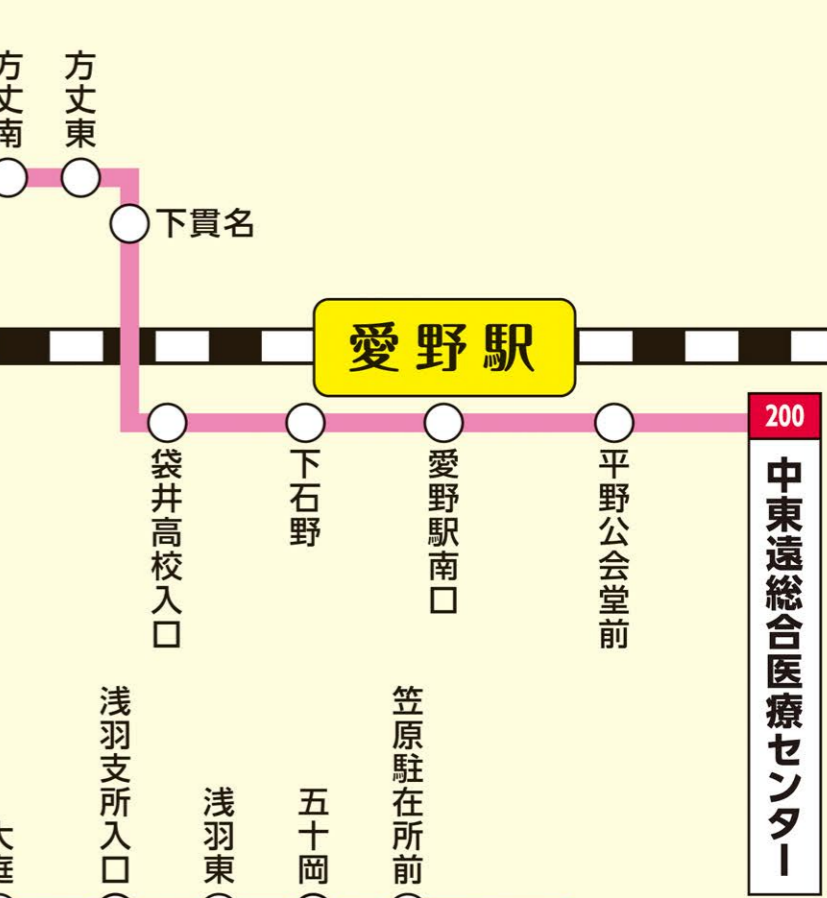 方丈南
方丈東
下貫名
愛野駅
200
中東遠総合医療センター
袋井高校入口
下石野
愛野駅南口
平野公会堂前
浅羽支所入口
浅羽東
五十岡
笠原駐在所前